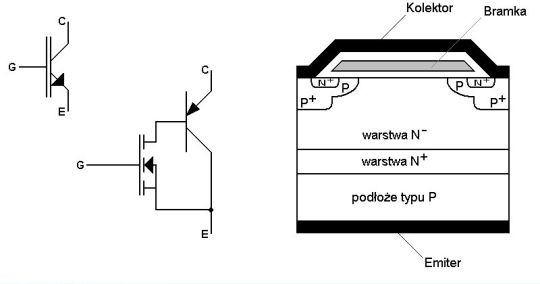 Kolektor
Bramka
C
G
E
C
G
E
N+
P
P+
P
N+
P+
warstwa N⁻
warstwa N⁺
podłoże typu P
Emiter